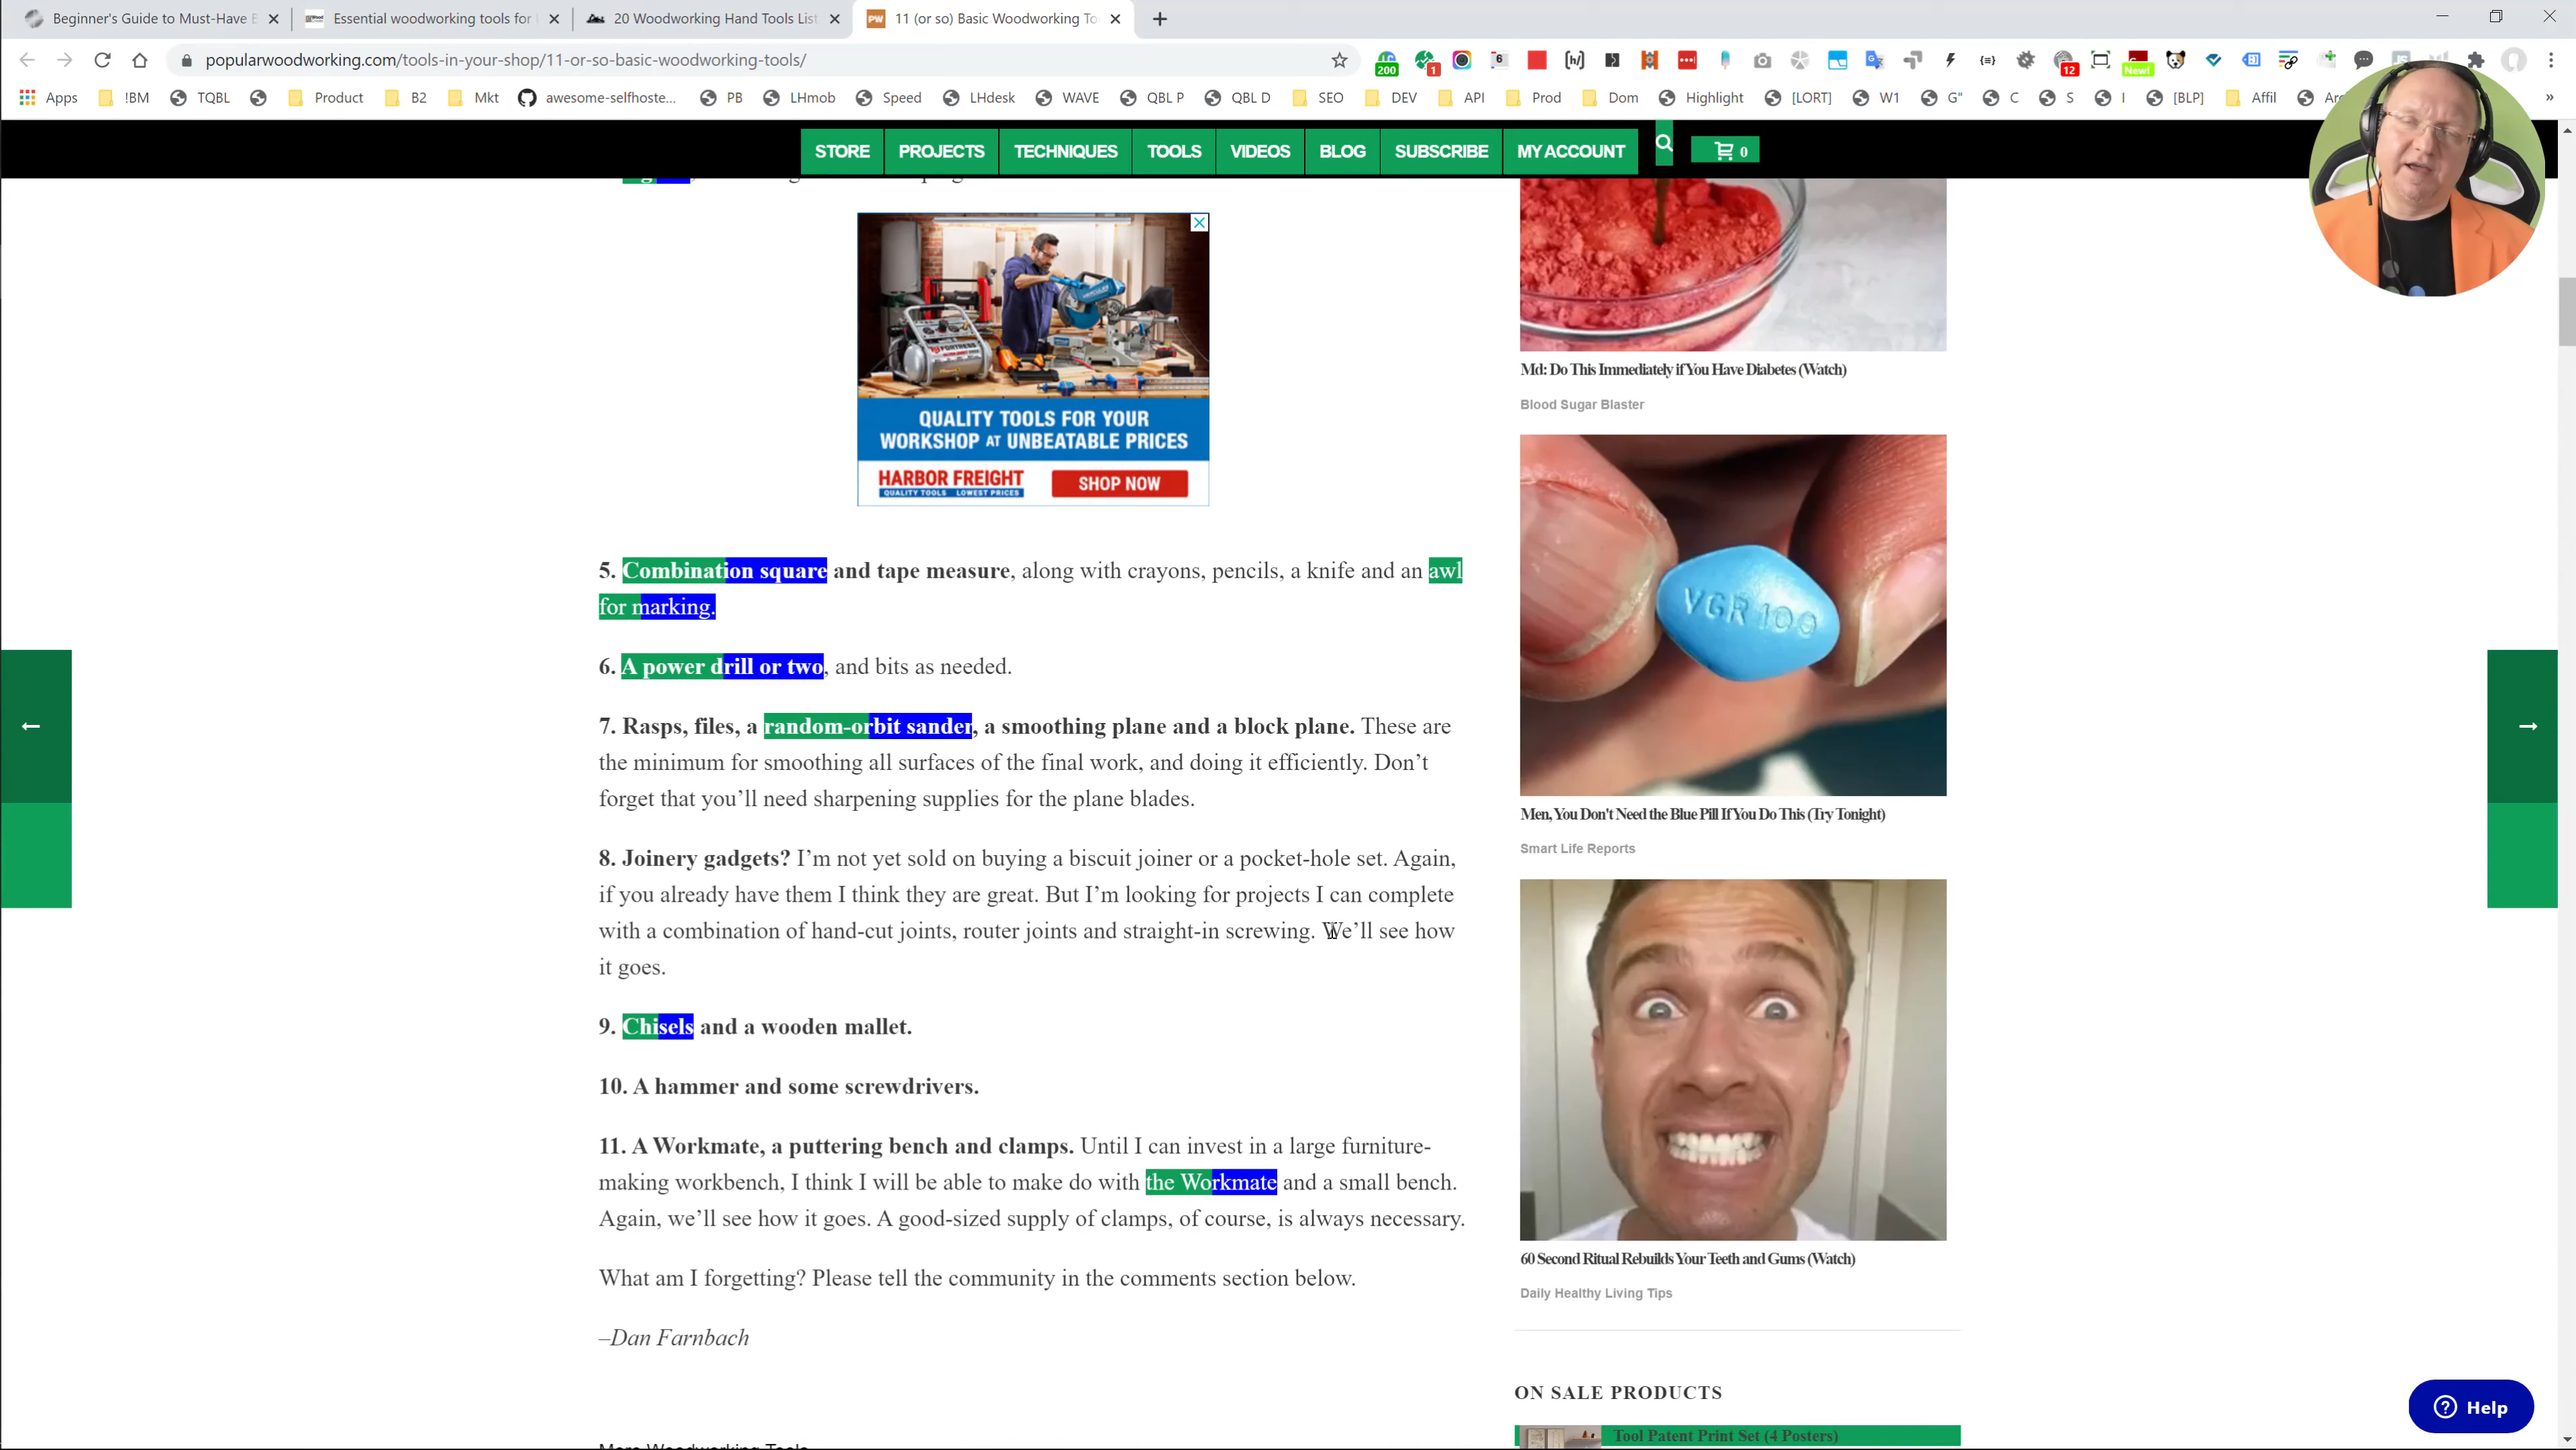 Beginner's Guide to Must-Have
Essential woodworking tools for
20 Woodworking Hand Tools List
PW
11 (or so) Basic Woodworking To
popularwoodworking.com/tools-in-your-shop/11-or-so-basic-woodworking-tools/
200
1
6
[h/]
12
New!
Apps
!BM
TQBL
Product
B2
Mkt
awesome-selfhoste...
PB
LHmob
Speed
LHdesk
WAVE
QBL P
QBL D
SEO
DEV
API
Prod
Dom
Highlight
[LORT]
W1
G"
C
S
I
[BLP]
Affil
»
STORE
PROJECTS
TECHNIQUES
TOOLS
VIDEOS
BLOG
SUBSCRIBE
MY ACCOUNT
0
FORTRESS
QUALITY TOOLS FOR YOUR
WORKSHOP AT UNBEATABLE PRICES
HARBOR FREIGHT
QUALITY TOOLS LOWEST PRICES
SHOP NOW
5. Combination square and tape measure, along with crayons, pencils, a knife and an awl
for marking.
6. A power drill or two, and bits as needed.
7. Rasps, files, a random-orbit sander, a smoothing plane and a block plane. These are
the minimum for smoothing all surfaces of the final work, and doing it efficiently. Don’t
forget that you’ll need sharpening supplies for the plane blades.
8. Joinery gadgets? I’m not yet sold on buying a biscuit joiner or a pocket-hole set. Again,
if you already have them I think they are great. But I’m looking for projects I can complete
with a combination of hand-cut joints, router joints and straight-in screwing. We’ll see how
it goes.
9. Chisels and a wooden mallet.
10. A hammer and some screwdrivers.
11. A Workmate, a puttering bench and clamps. Until I can invest in a large furniture-
making workbench, I think I will be able to make do with the Workmate and a small bench.
Again, we’ll see how it goes. A good-sized supply of clamps, of course, is always necessary.
What am I forgetting? Please tell the community in the comments section below.
–Dan Farnbach
More Woodworking Tools
Md: Do This Immediately if You Have Diabetes (Watch)
Blood Sugar Blaster
VGR 100
Men, You Don't Need the Blue Pill If You Do This (Try Tonight)
Smart Life Reports
60 Second Ritual Rebuilds Your Teeth and Gums (Watch)
Daily Healthy Living Tips
ON SALE PRODUCTS
Tool Patent Print Set (4 Posters)
Help